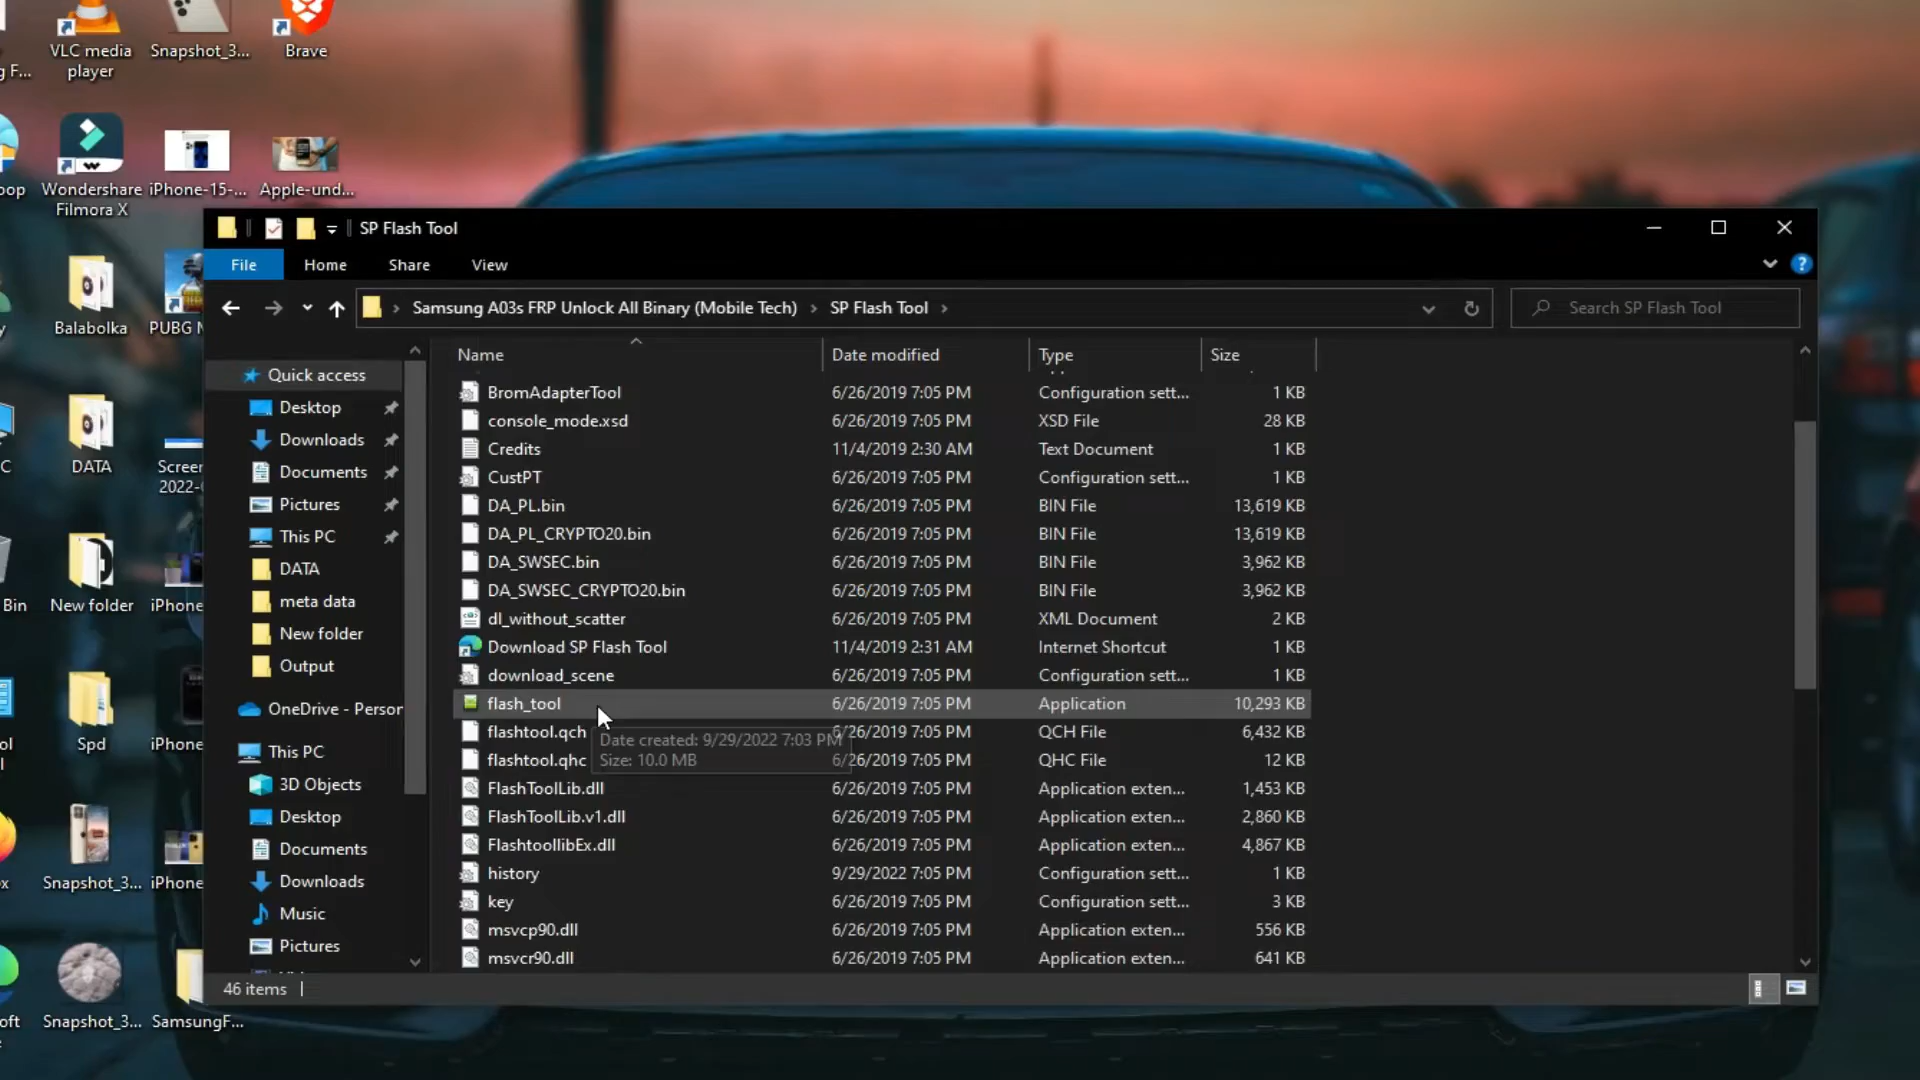 VLC media
player
Snapshot_3...
Brave
g F...
oop
Wondershare
Filmora X
iPhone-15-...
Apple-und...
Balabolka
PUBG M
DATA
Screen
2022-
Bin
New folder
iPhone
Spd
iPhone
Snapshot_3...
iPhone
oft
Snapshot_3...
SamsungF...
SP Flash Tool
File
Home
Share
View
Samsung A03s FRP Unlock All Binary (Mobile Tech)
SP Flash Tool
Search SP Flash Tool
Quick access
Desktop
Downloads
Documents
Pictures
This PC
DATA
meta data
New folder
Output
OneDrive - Person
This PC
3D Objects
Desktop
Documents
Downloads
Music
Pictures
Name Date modified Type Size
BromAdapterTool 6/26/2019 7:05 PM Configuration sett... 1 KB
console_mode.xsd 6/26/2019 7:05 PM XSD File 28 KB
Credits 11/4/2019 2:30 AM Text Document 1 KB
CustPT 6/26/2019 7:05 PM Configuration sett... 1 KB
DA_PL.bin 6/26/2019 7:05 PM BIN File 13,619 KB
DA_PL_CRYPTO20.bin 6/26/2019 7:05 PM BIN File 13,619 KB
DA_SWSEC.bin 6/26/2019 7:05 PM BIN File 3,962 KB
DA_SWSEC_CRYPTO20.bin 6/26/2019 7:05 PM BIN File 3,962 KB
dl_without_scatter 6/26/2019 7:05 PM XML Document 2 KB
Download SP Flash Tool 11/4/2019 2:31 AM Internet Shortcut 1 KB
download_scene 6/26/2019 7:05 PM Configuration sett... 1 KB
flash_tool 6/26/2019 7:05 PM Application 10,293 KB
flashtool.qch 6/26/2019 7:05 PM QCH File 6,432 KB
Date created: 9/29/2022 7:03 PM
Size: 10.0 MB
flashtool.qhc 6/26/2019 7:05 PM QHC File 12 KB
FlashToolLib.dll 6/26/2019 7:05 PM Application exten... 1,453 KB
FlashToolLib.v1.dll 6/26/2019 7:05 PM Application exten... 2,860 KB
FlashtoollibEx.dll 6/26/2019 7:05 PM Application exten... 4,867 KB
history 9/29/2022 7:05 PM Configuration sett... 1 KB
key 6/26/2019 7:05 PM Configuration sett... 3 KB
msvcp90.dll 6/26/2019 7:05 PM Application exten... 556 KB
msvcr90.dll 6/26/2019 7:05 PM Application exten... 641 KB
46 items